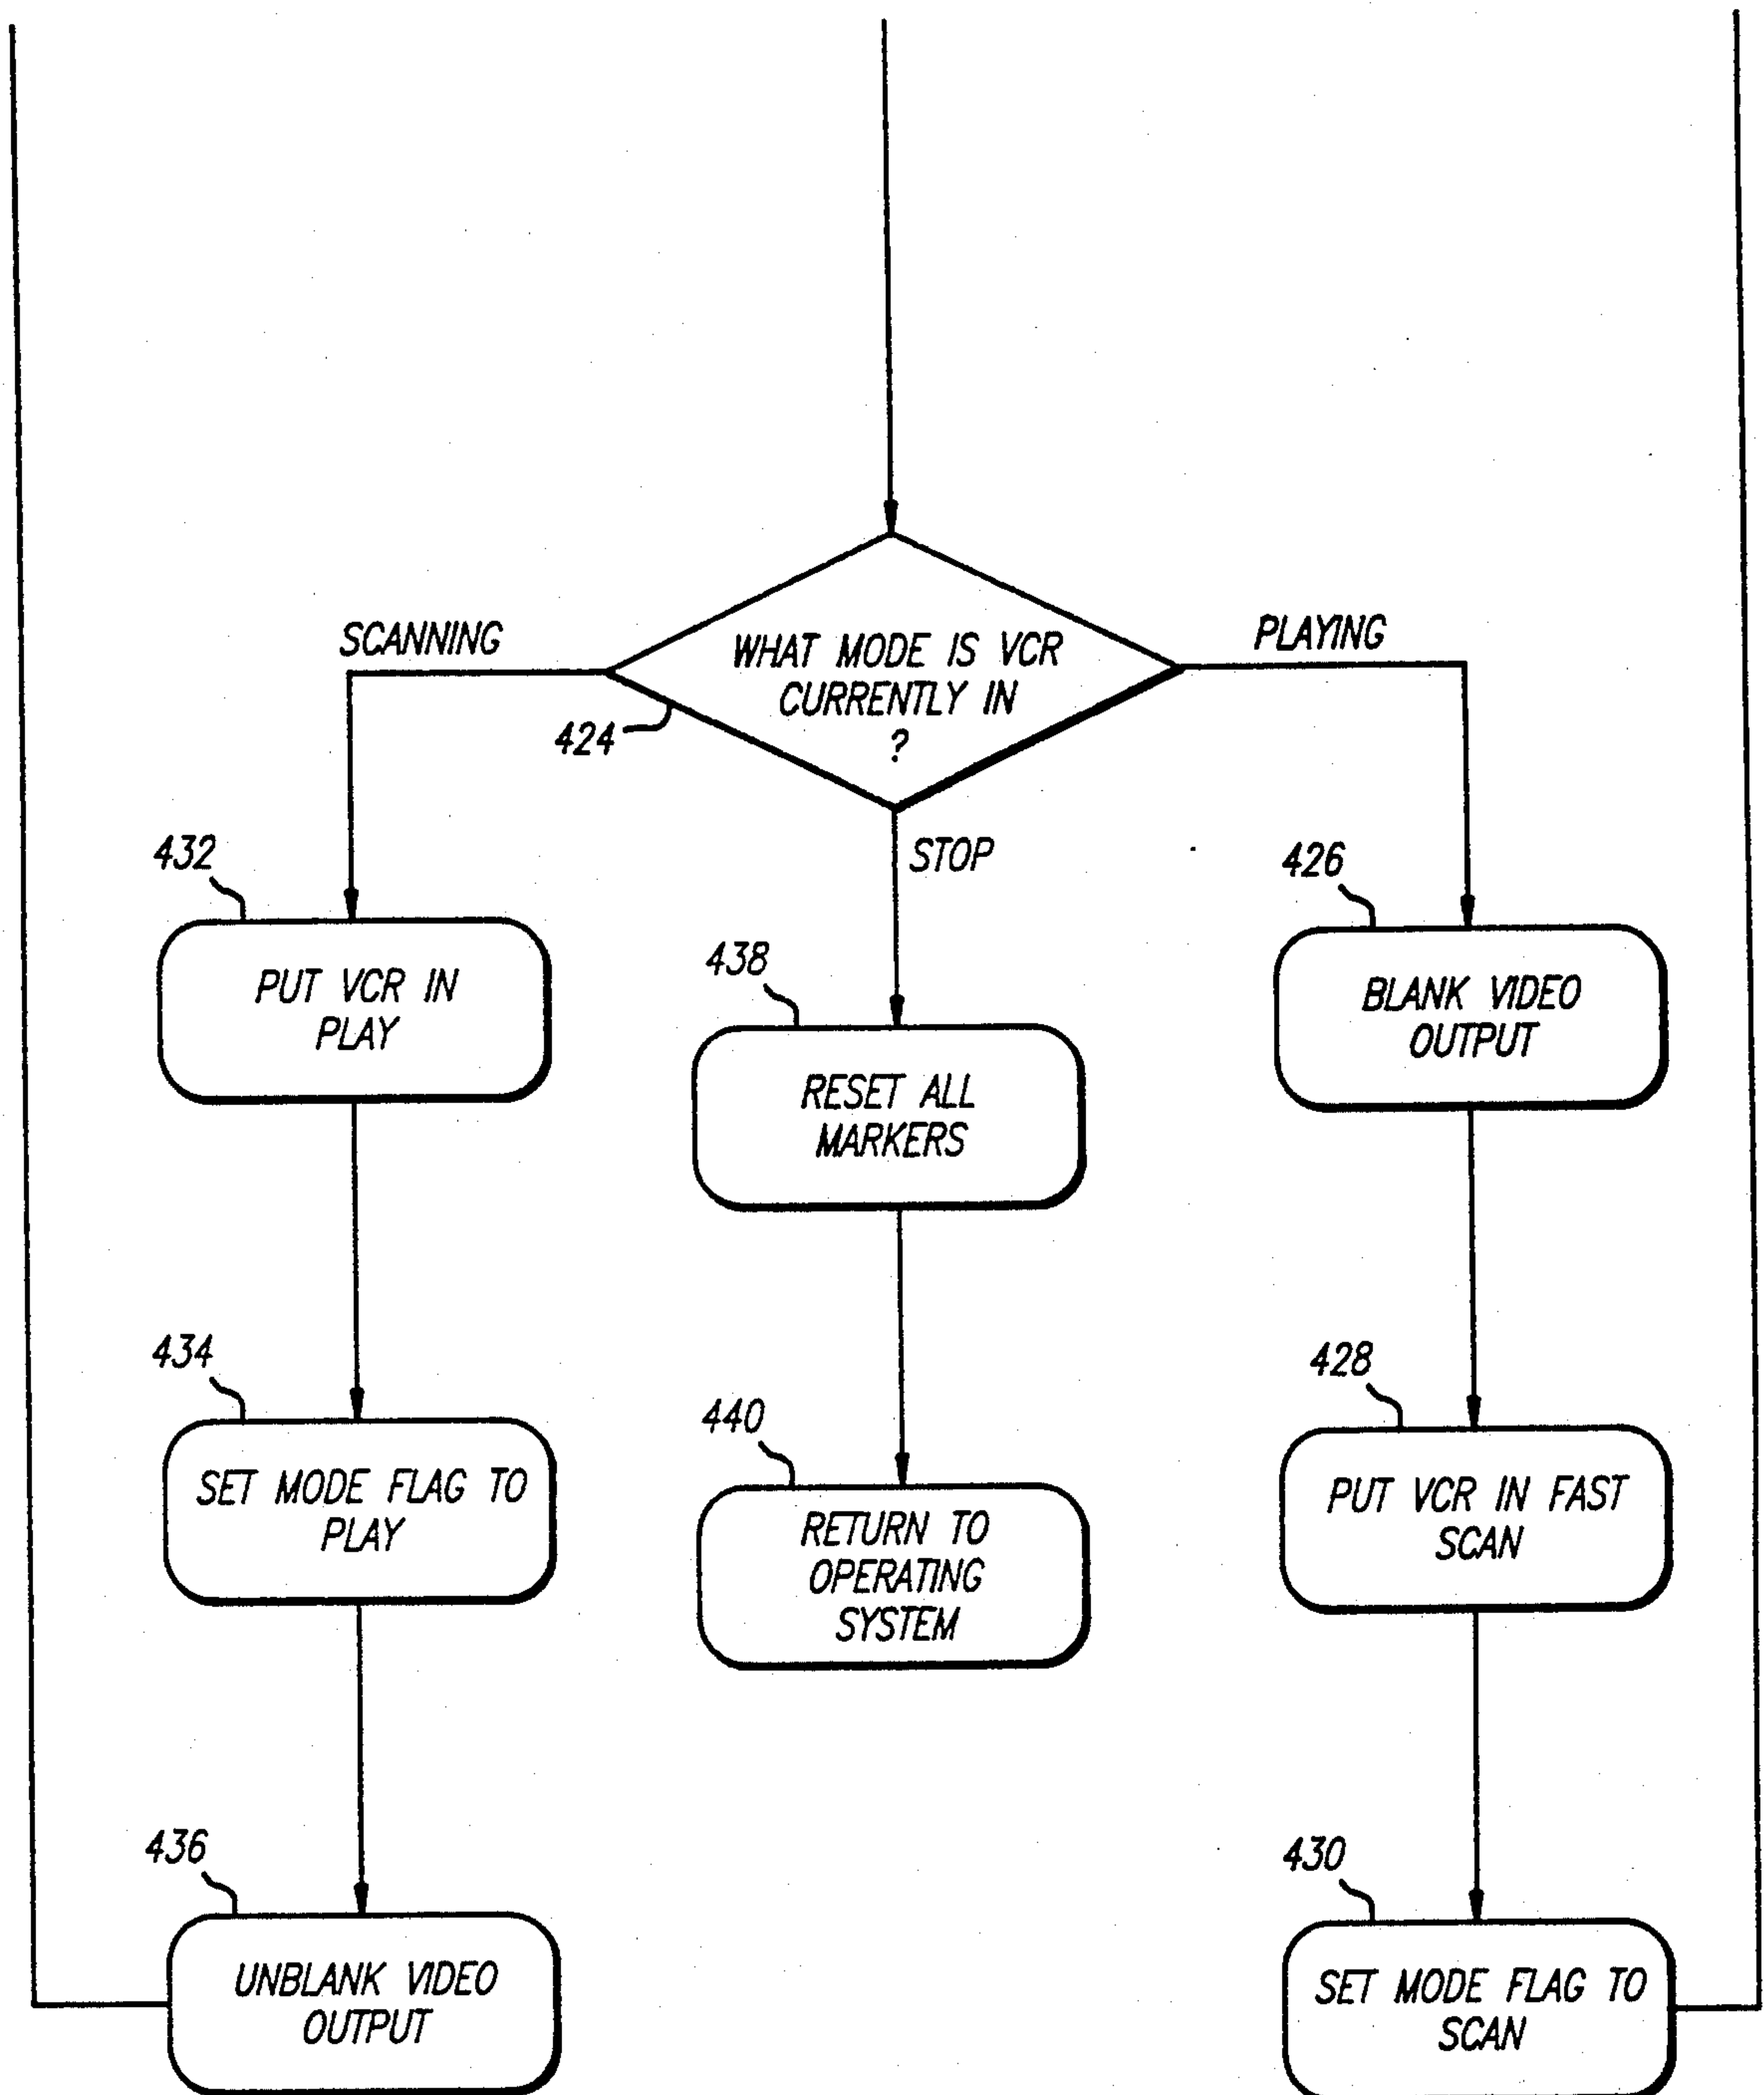 SCANNING
PLAYING
WHAT MODE IS VCR
CURRENTLY IN
?
424
STOP
432
PUT VCR IN
PLAY
426
BLANK VIDEO
OUTPUT
438
RESET ALL
MARKERS
434
SET MODE FLAG TO
PLAY
428
PUT VCR IN FAST
SCAN
440
RETURN TO
OPERATING
SYSTEM
436
UNBLANK VIDEO
OUTPUT
430
SET MODE FLAG TO
SCAN